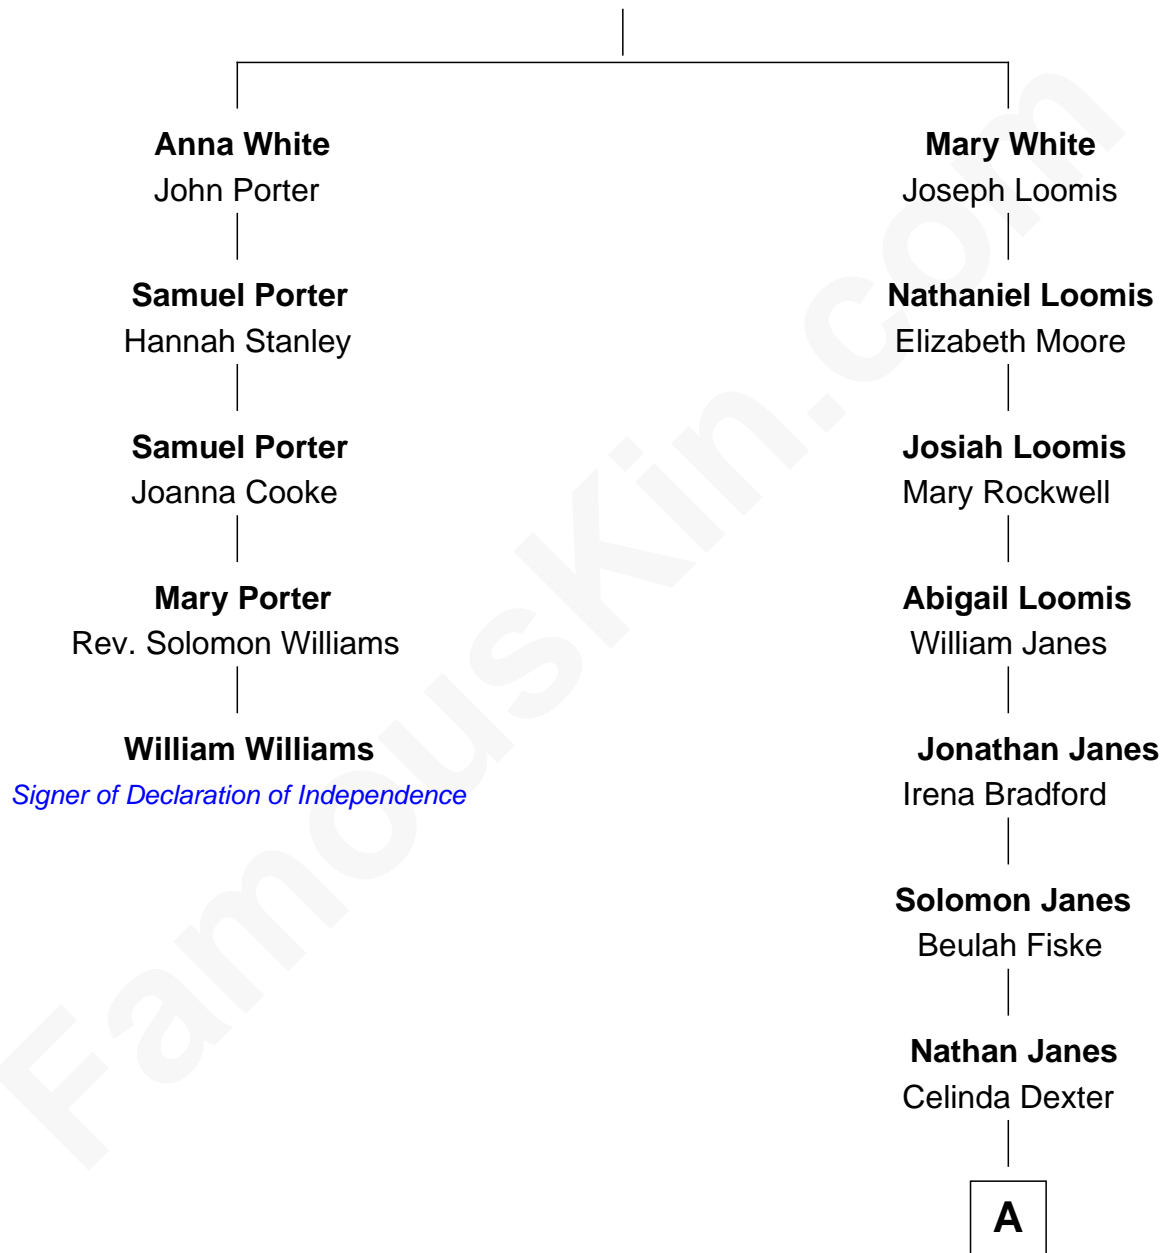 Anna White
John Porter
Samuel Porter
Hannah Stanley
Samuel Porter
Joanna Cooke
Mary Porter
Rev. Solomon Williams
William Williams
Signer of Declaration of Independence
Mary White
Joseph Loomis
Nathaniel Loomis
Elizabeth Moore
Josiah Loomis
Mary Rockwell
Abigail Loomis
William Janes
Jonathan Janes
Irena Bradford
Solomon Janes
Beulah Fiske
Nathan Janes
Celinda Dexter
A
FamousKin.com